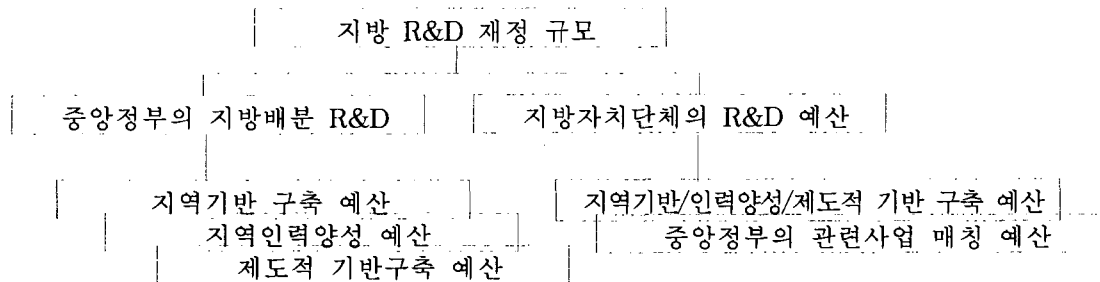 지방 R&D 재정 규모
중앙정부의 지방배분 R&D
지방자치단체의 R&D 예산
지역기반 구축 예산
지역인력양성 예산
제도적 기반구축 예산
지역기반/인력양성/제도적 기반 구축 예산
중앙정부의 관련사업 매칭 예산